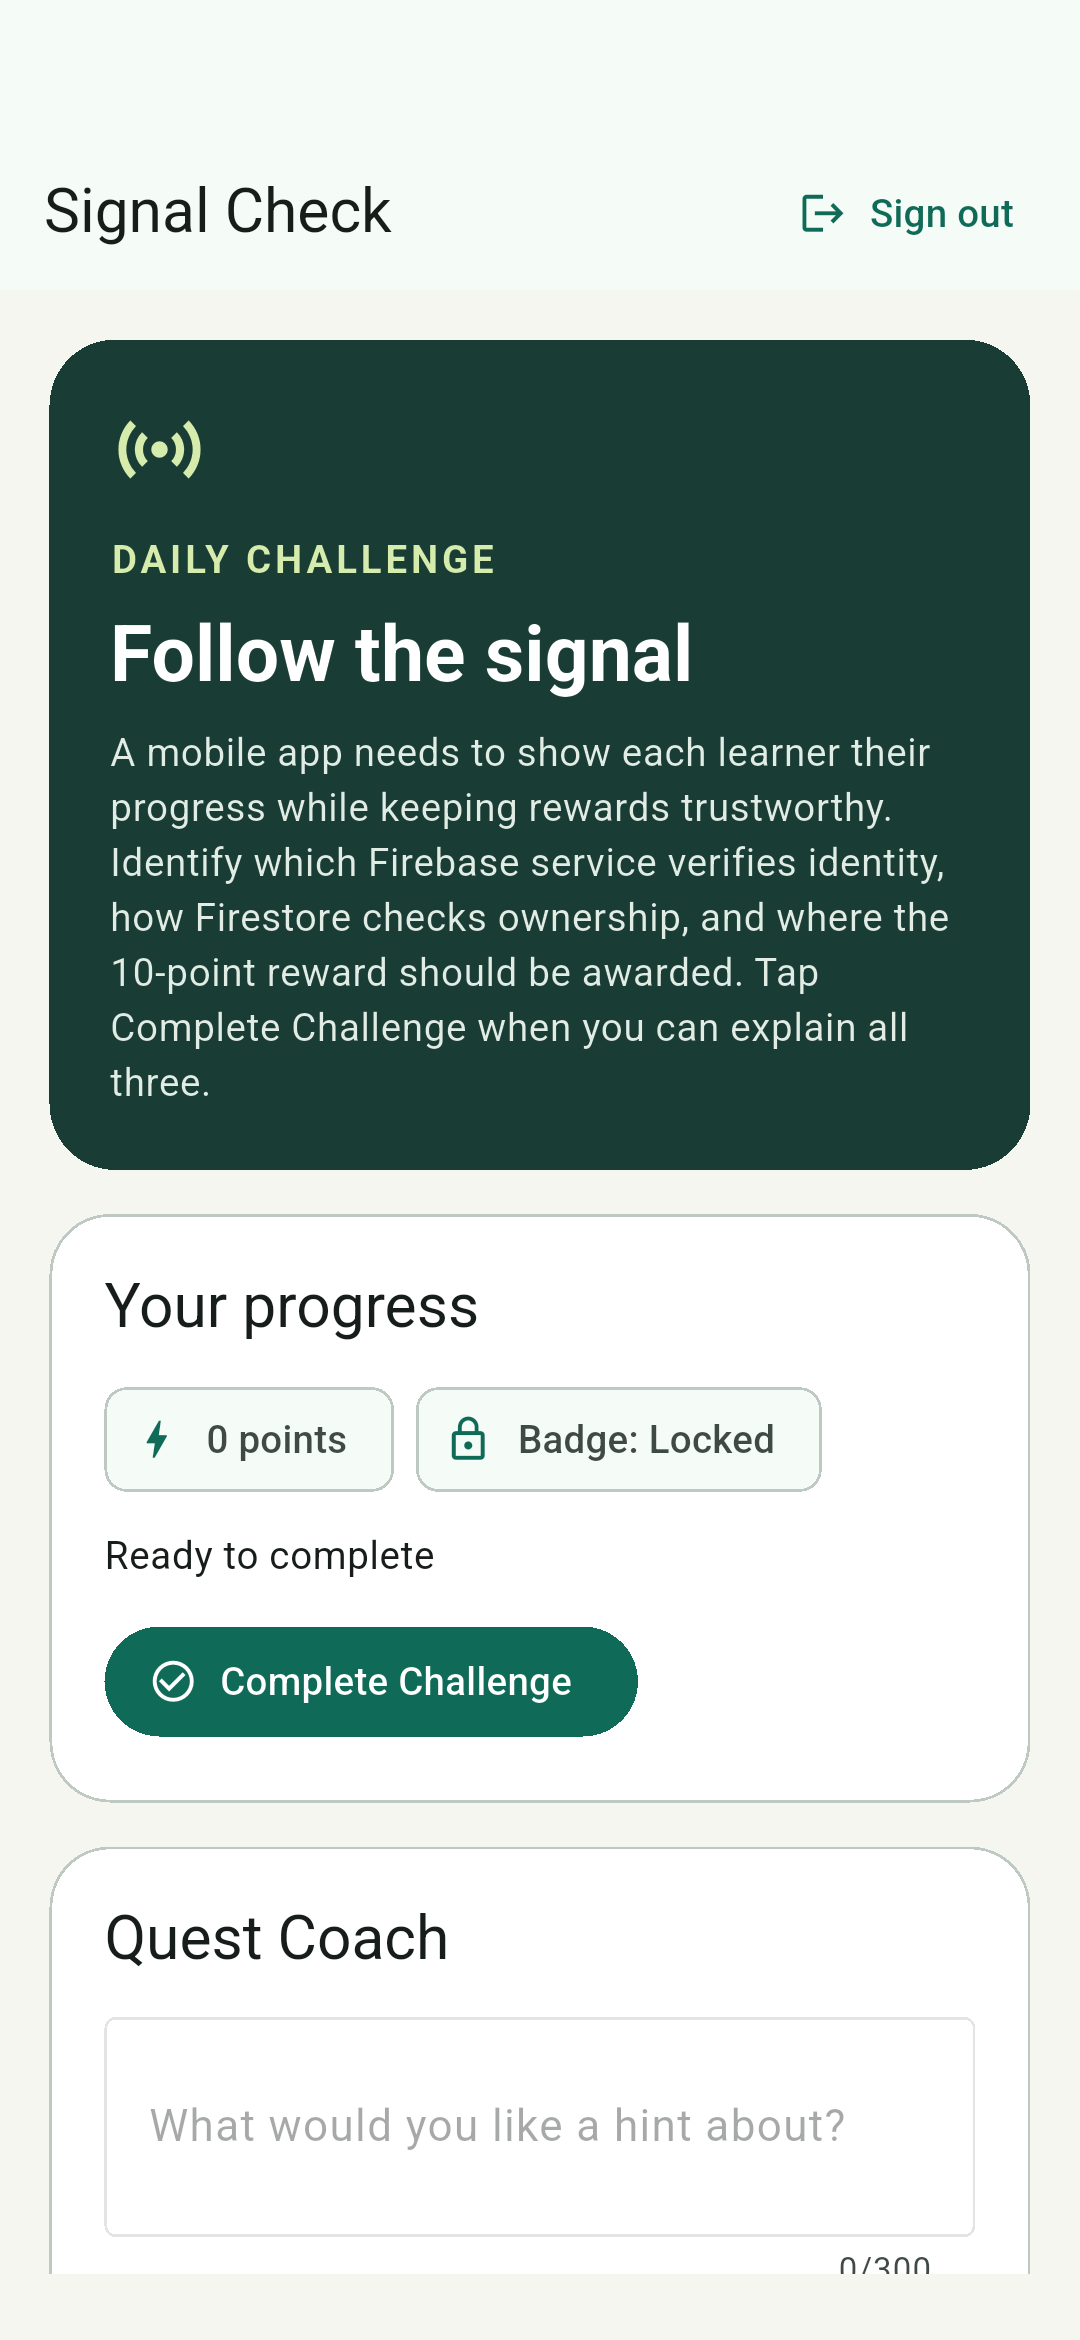 Signal Check
Sign out
DAILY CHALLENGE
Follow the signal
A mobile app needs to show each learner their
progress while keeping rewards trustworthy.
Identify which Firebase service verifies identity,
how Firestore checks ownership, and where the
10-point reward should be awarded. Tap
Complete Challenge when you can explain all
three.
Your progress
0 points
Badge: Locked
Ready to complete
Complete Challenge
Quest Coach
What would you like a hint about?
0/300